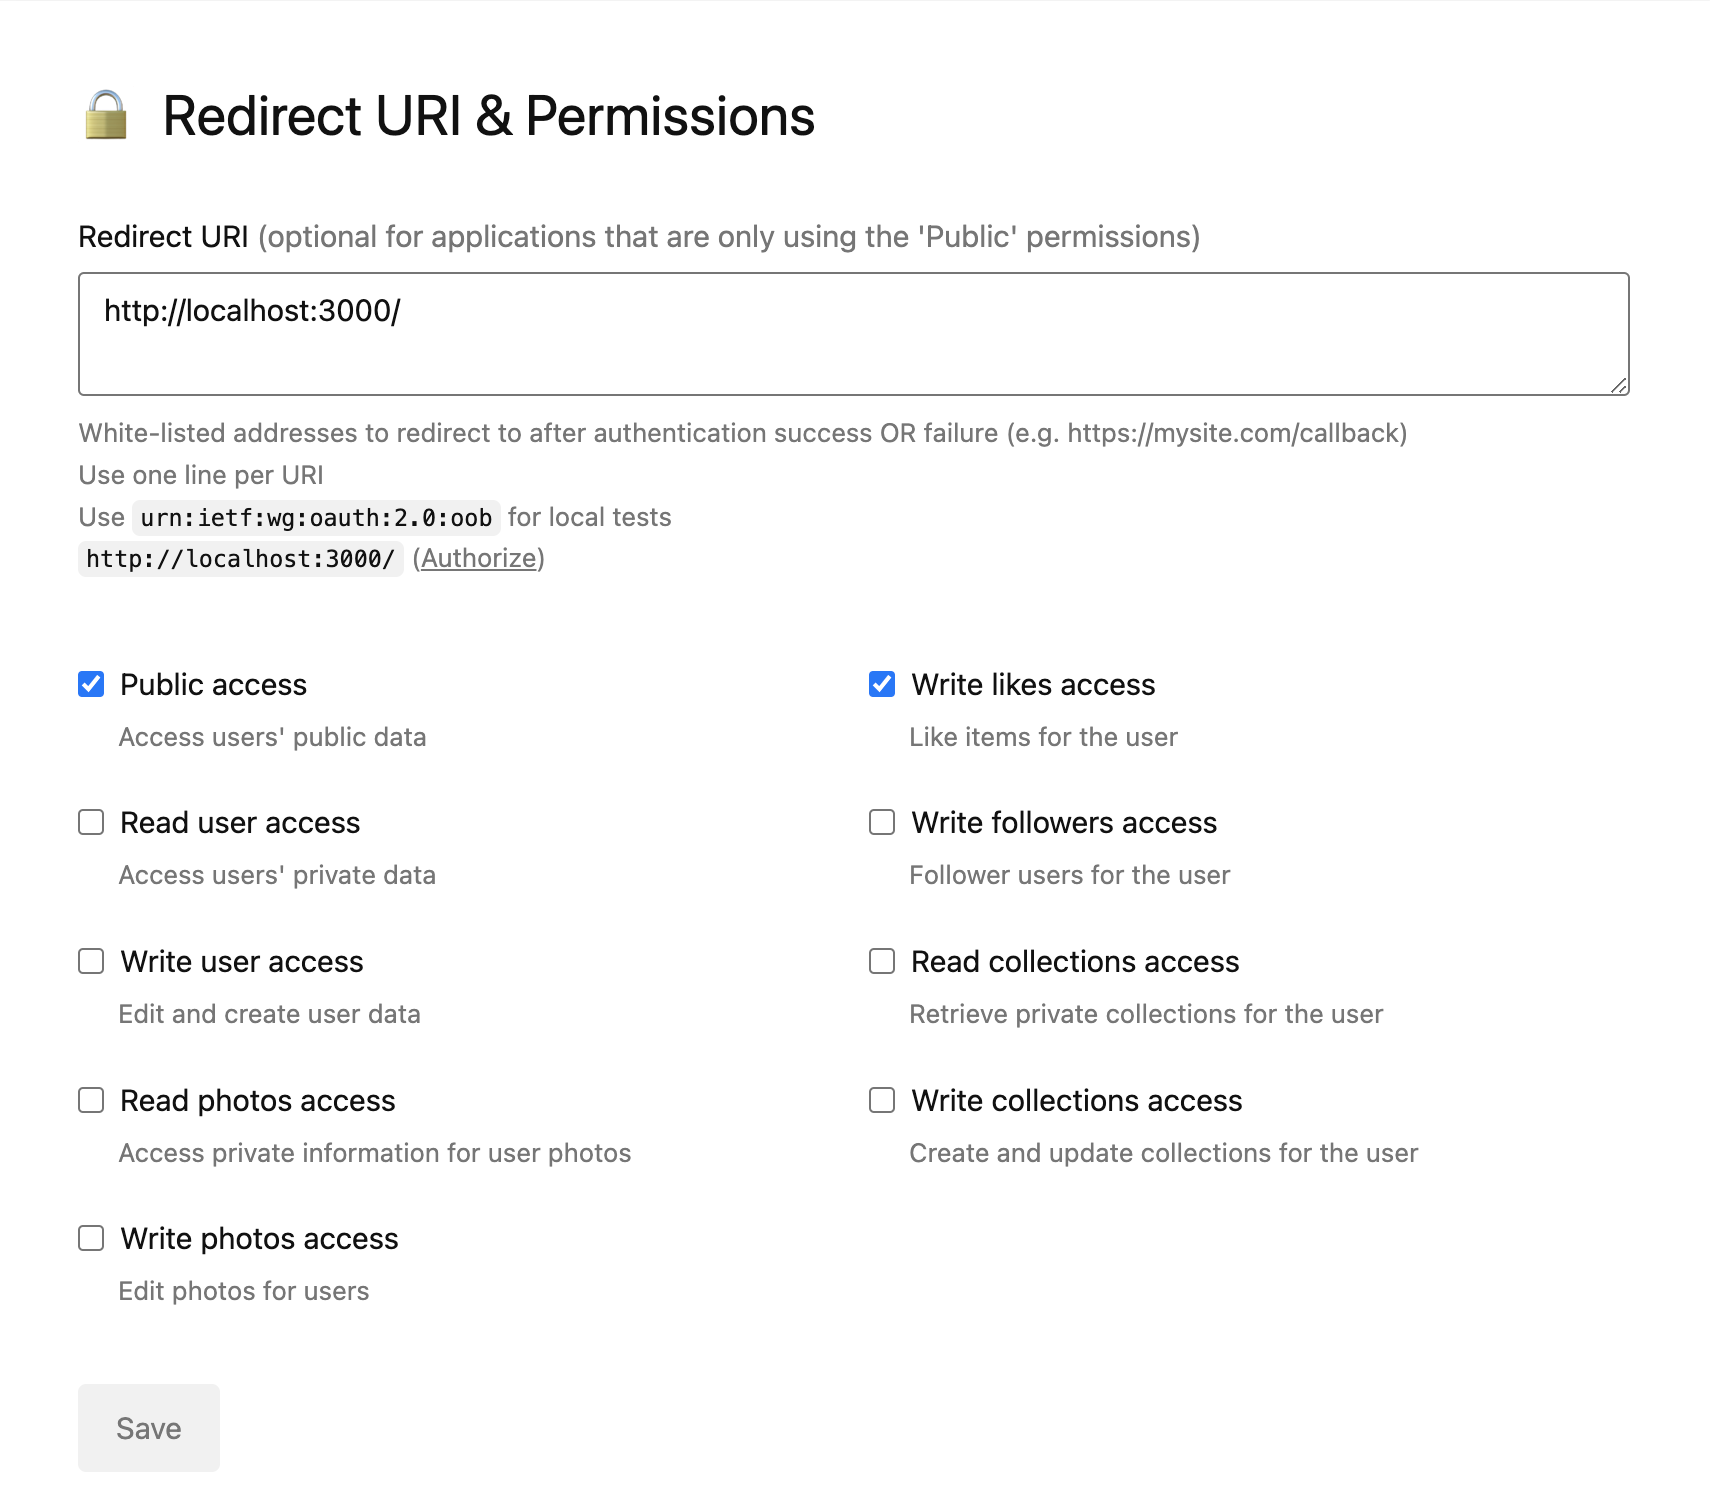 Redirect URI & Permissions
Redirect URI (optional for applications that are only using the 'Public' permissions)
http://localhost:3000/
White-listed addresses to redirect to after authentication success OR failure (e.g. https://mysite.com/callback)
Use one line per URI
Use urn:ietf:wg:oauth:2.0:oob for local tests
http://localhost:3000/ (Authorize)
Public access
Access users' public data
Read user access
Access users' private data
Write user access
Edit and create user data
Read photos access
Access private information for user photos
Write photos access
Edit photos for users
Write likes access
Like items for the user
Write followers access
Follower users for the user
Read collections access
Retrieve private collections for the user
Write collections access
Create and update collections for the user
Save